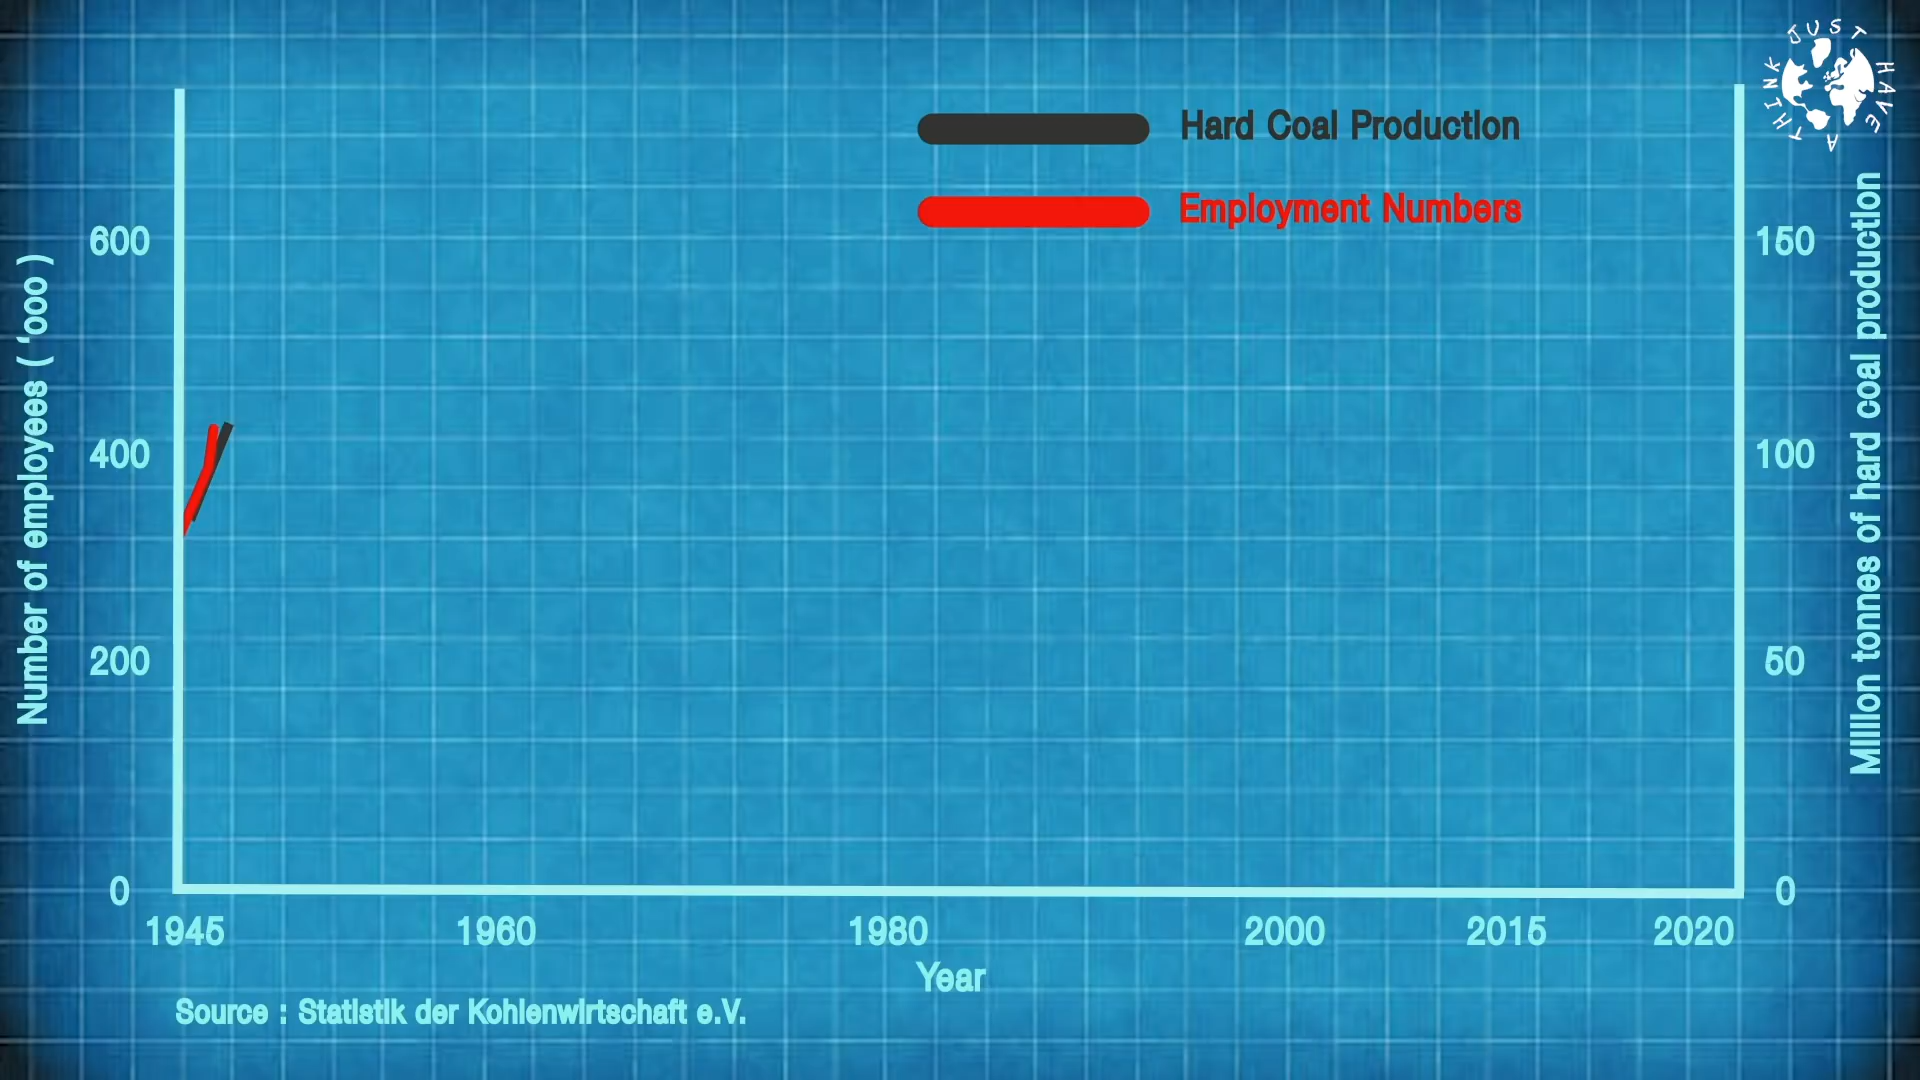 JUST HAVE A THINK
Hard Coal Production
Employment Numbers
Number of employees ( 'ooo )
600
400
200
0
150
100
50
0
Million tonnes of hard coal production
1945 1960 1980 2000 2015 2020
Year
Source : Statistik der Kohlenwirtschaft e.V.